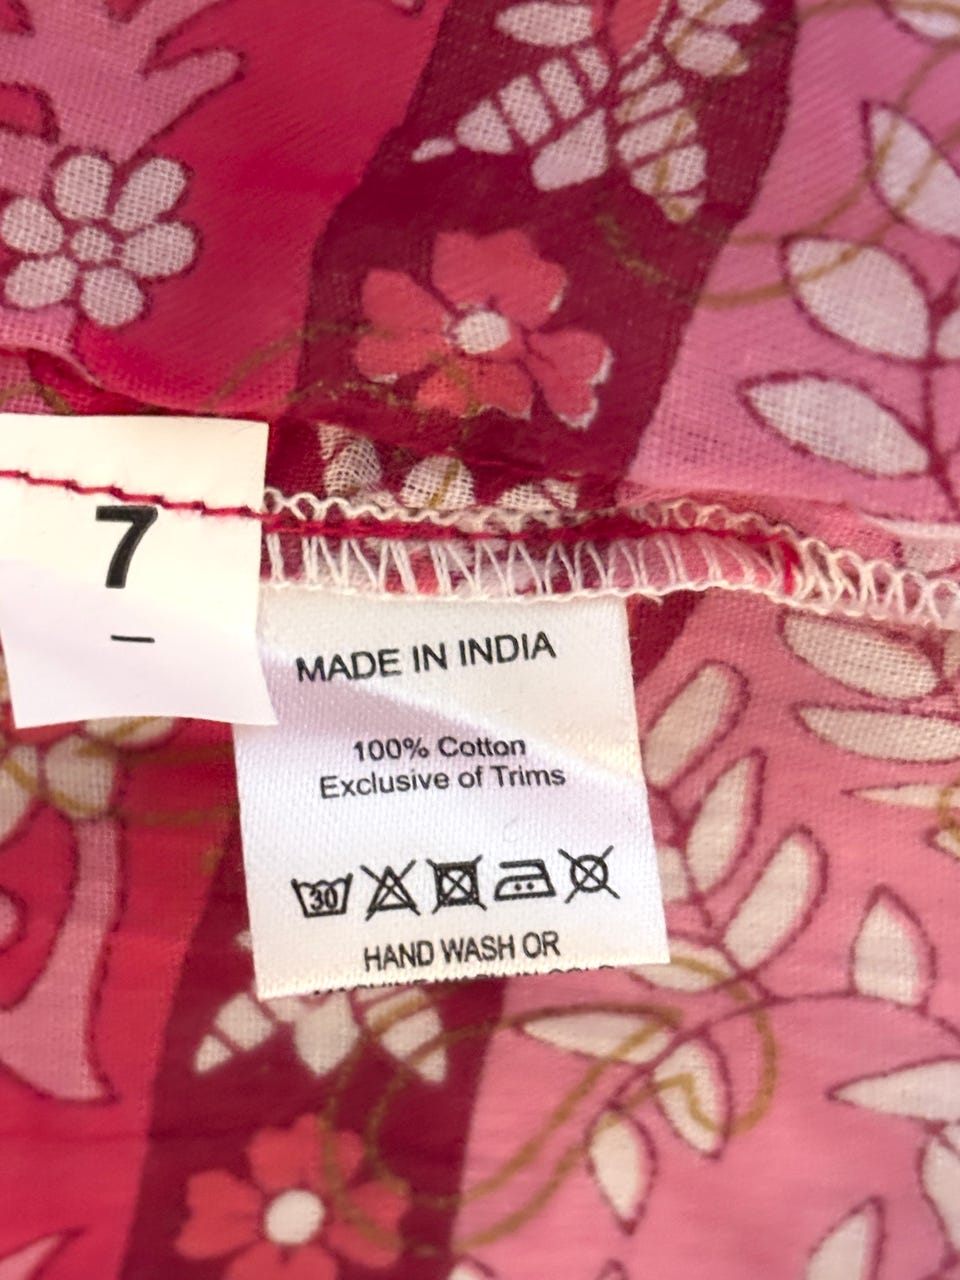 7
–
MADE IN INDIA
100% Cotton
Exclusive of Trims
30
HAND WASH OR